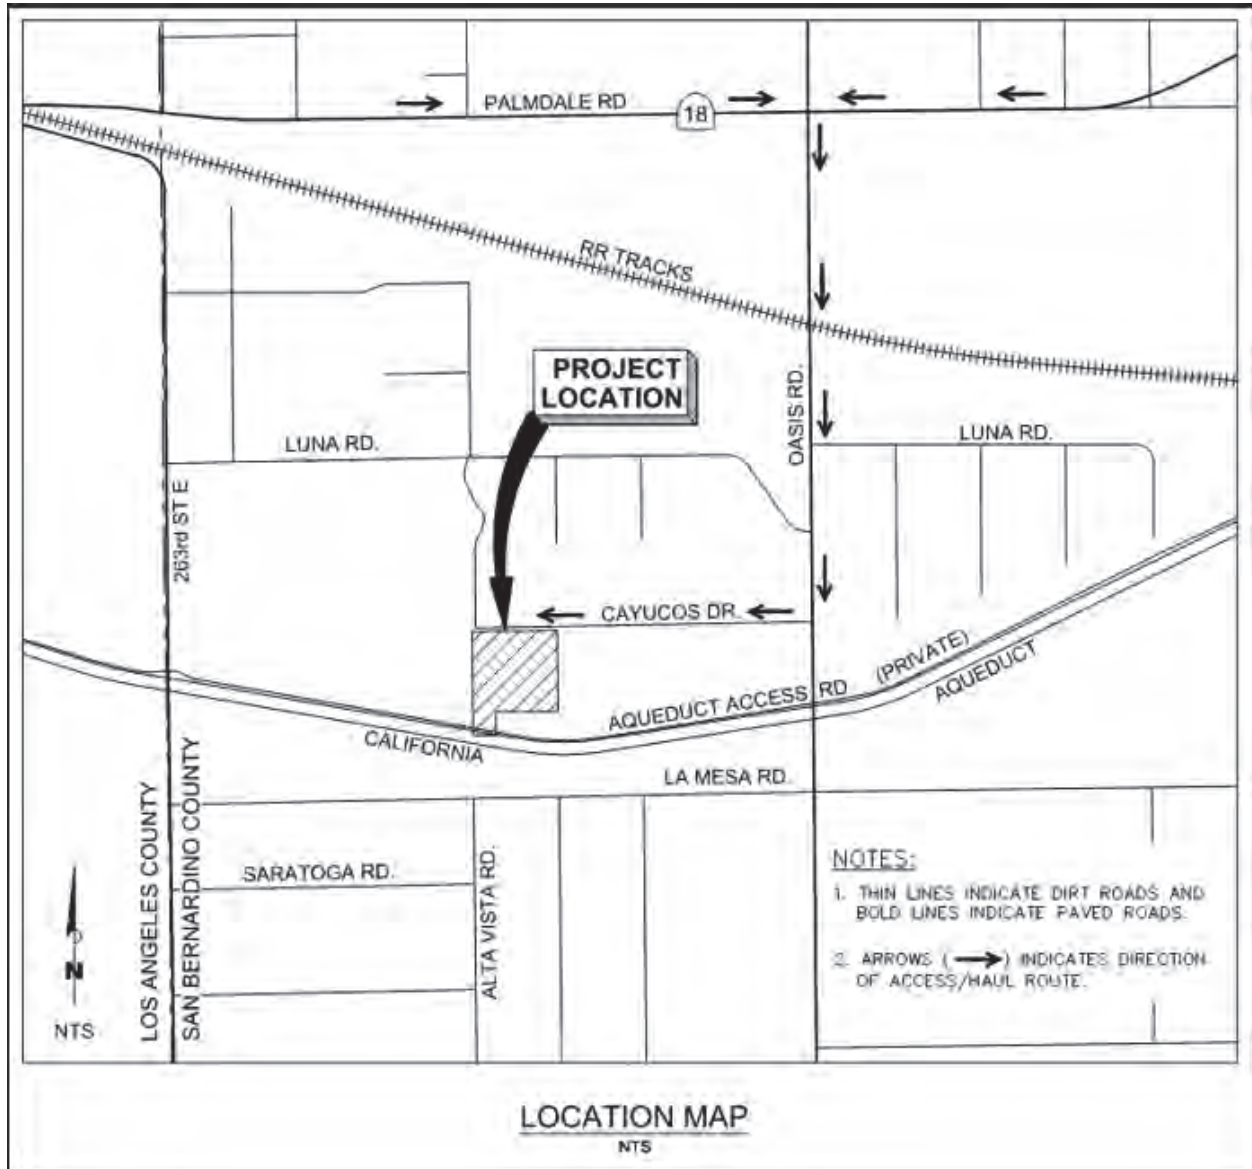 PALMDALE RD
18
RR TRACKS
PROJECT
LOCATION
OASIS RD.
LUNA RD.
LUNA RD.
263rd ST E
CAYUCOS DR.
(PRIVATE)
AQUEDUCT
AQUEDUCT ACCESS RD
CALIFORNIA
LA MESA RD.
LOS ANGELES COUNTY
SAN BERNARDINO COUNTY
SARATOGA RD.
ALTA VISTA RD.
N
NTS
NOTES:
1. THIN LINES INDICATE DIRT ROADS AND
BOLD LINES INDICATE PAVED ROADS.
2. ARROWS ( ) INDICATES DIRECTION
OF ACCESS/HAUL ROUTE.
LOCATION MAP
NTS